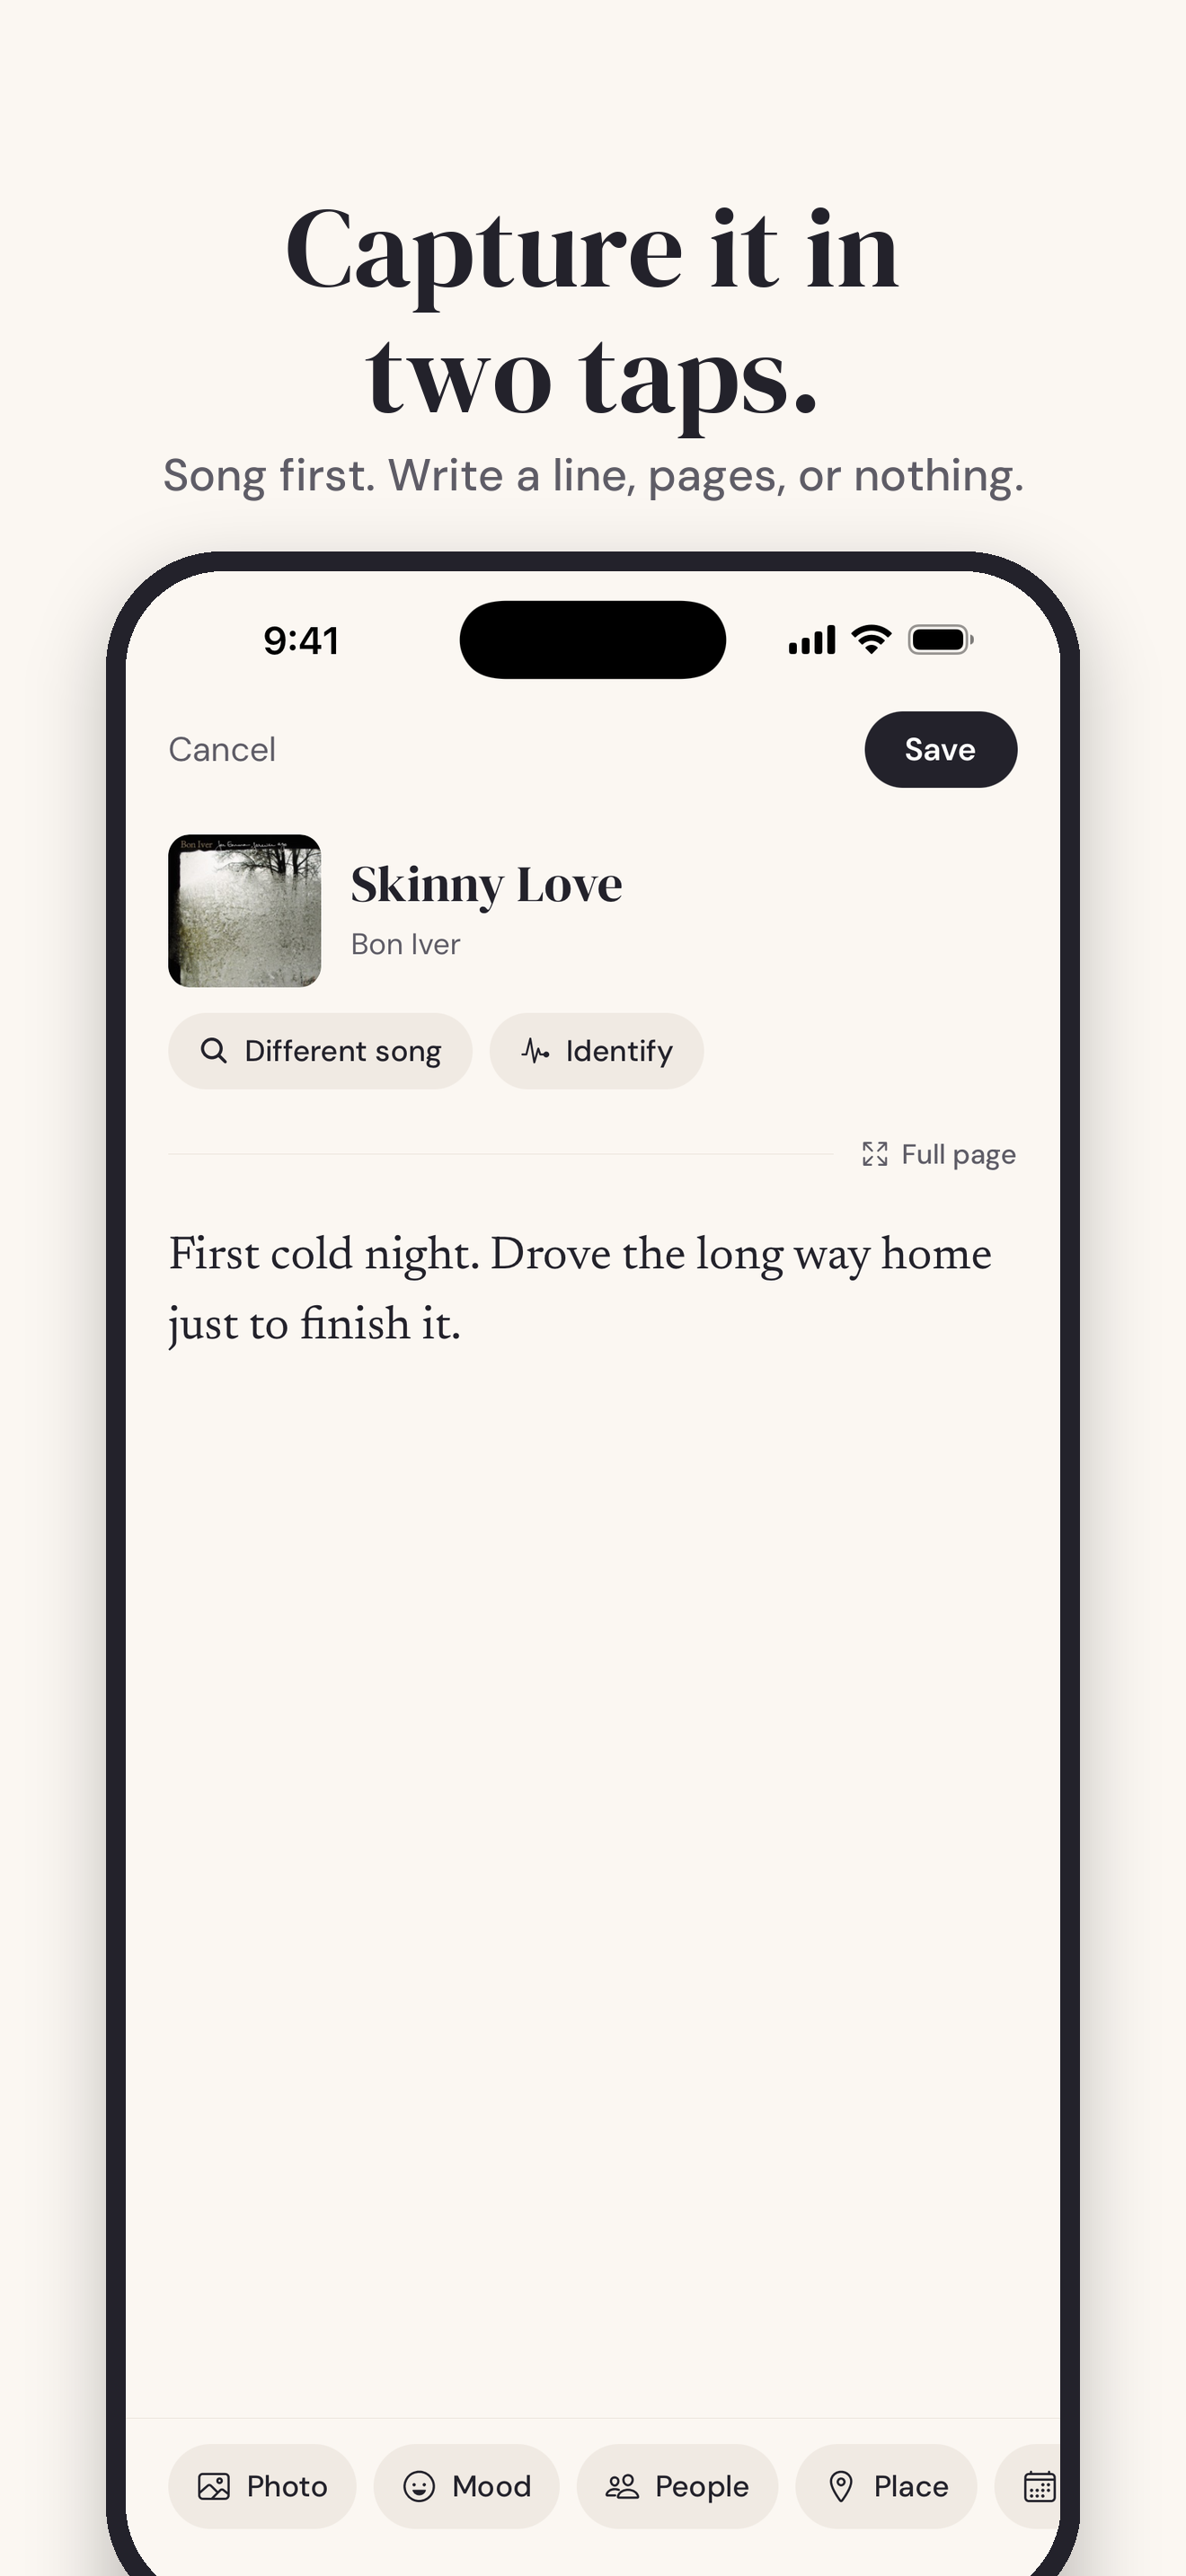 Capture it in
two taps.
Song first. Write a line, pages, or nothing.
9:41
Cancel
Save
Bon Iver
Skinny Love
Bon Iver
Different song
Identify
Full page
First cold night. Drove the long way home
just to finish it.
Photo
Mood
People
Place